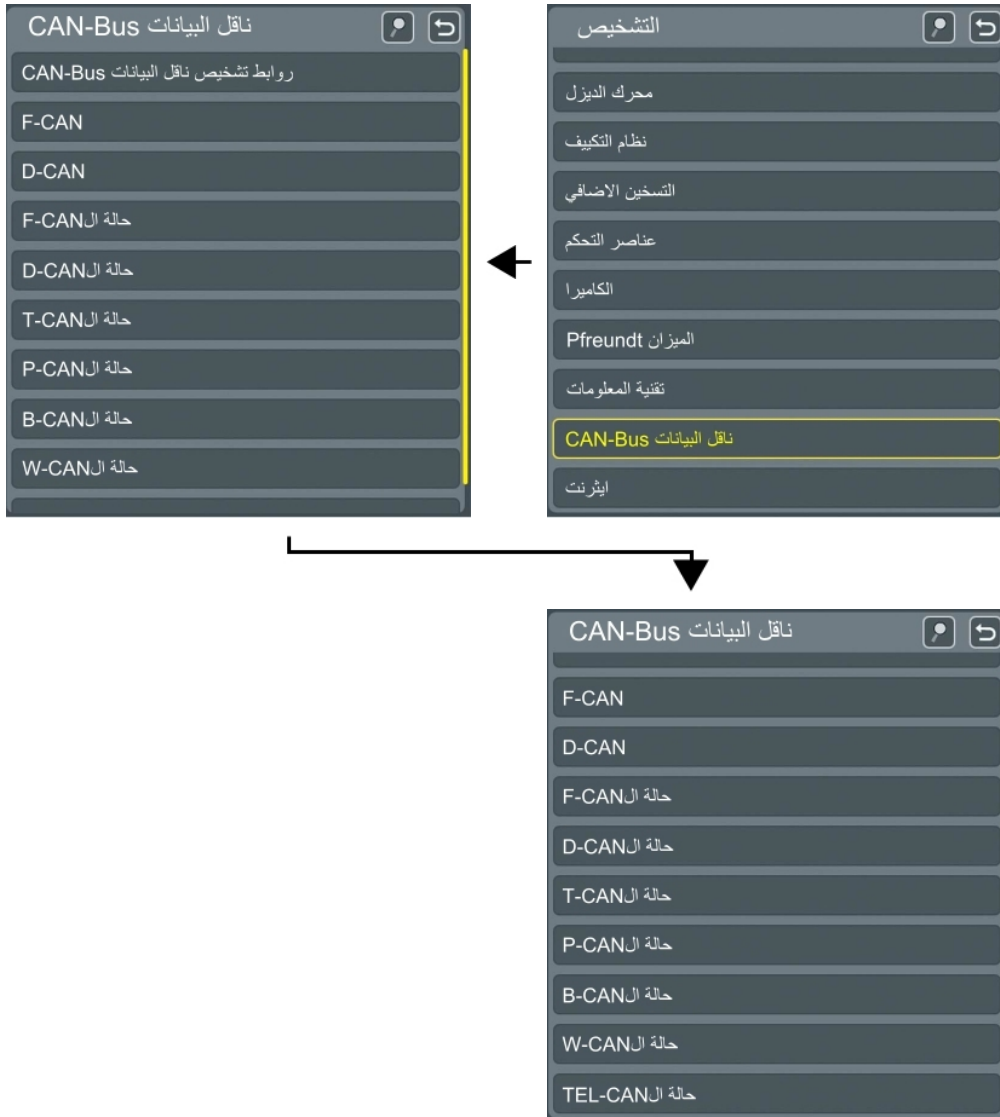 التشخيص
محرك الديزل
نظام التكييف
التسخين الاضافي
عناصر التحكم
الكاميرا
الميزان Pfreundt
تقنية المعلومات
ناقل البيانات CAN-Bus
ايثرنت
ناقل البيانات CAN-Bus
روابط تشخيص ناقل البيانات CAN-Bus
F-CAN
D-CAN
حالة الF-CAN
حالة الD-CAN
حالة الT-CAN
حالة الP-CAN
حالة الB-CAN
حالة الW-CAN
ناقل البيانات CAN-Bus
F-CAN
D-CAN
حالة الF-CAN
حالة الD-CAN
حالة الT-CAN
حالة الP-CAN
حالة الB-CAN
حالة الW-CAN
حالة الTEL-CAN